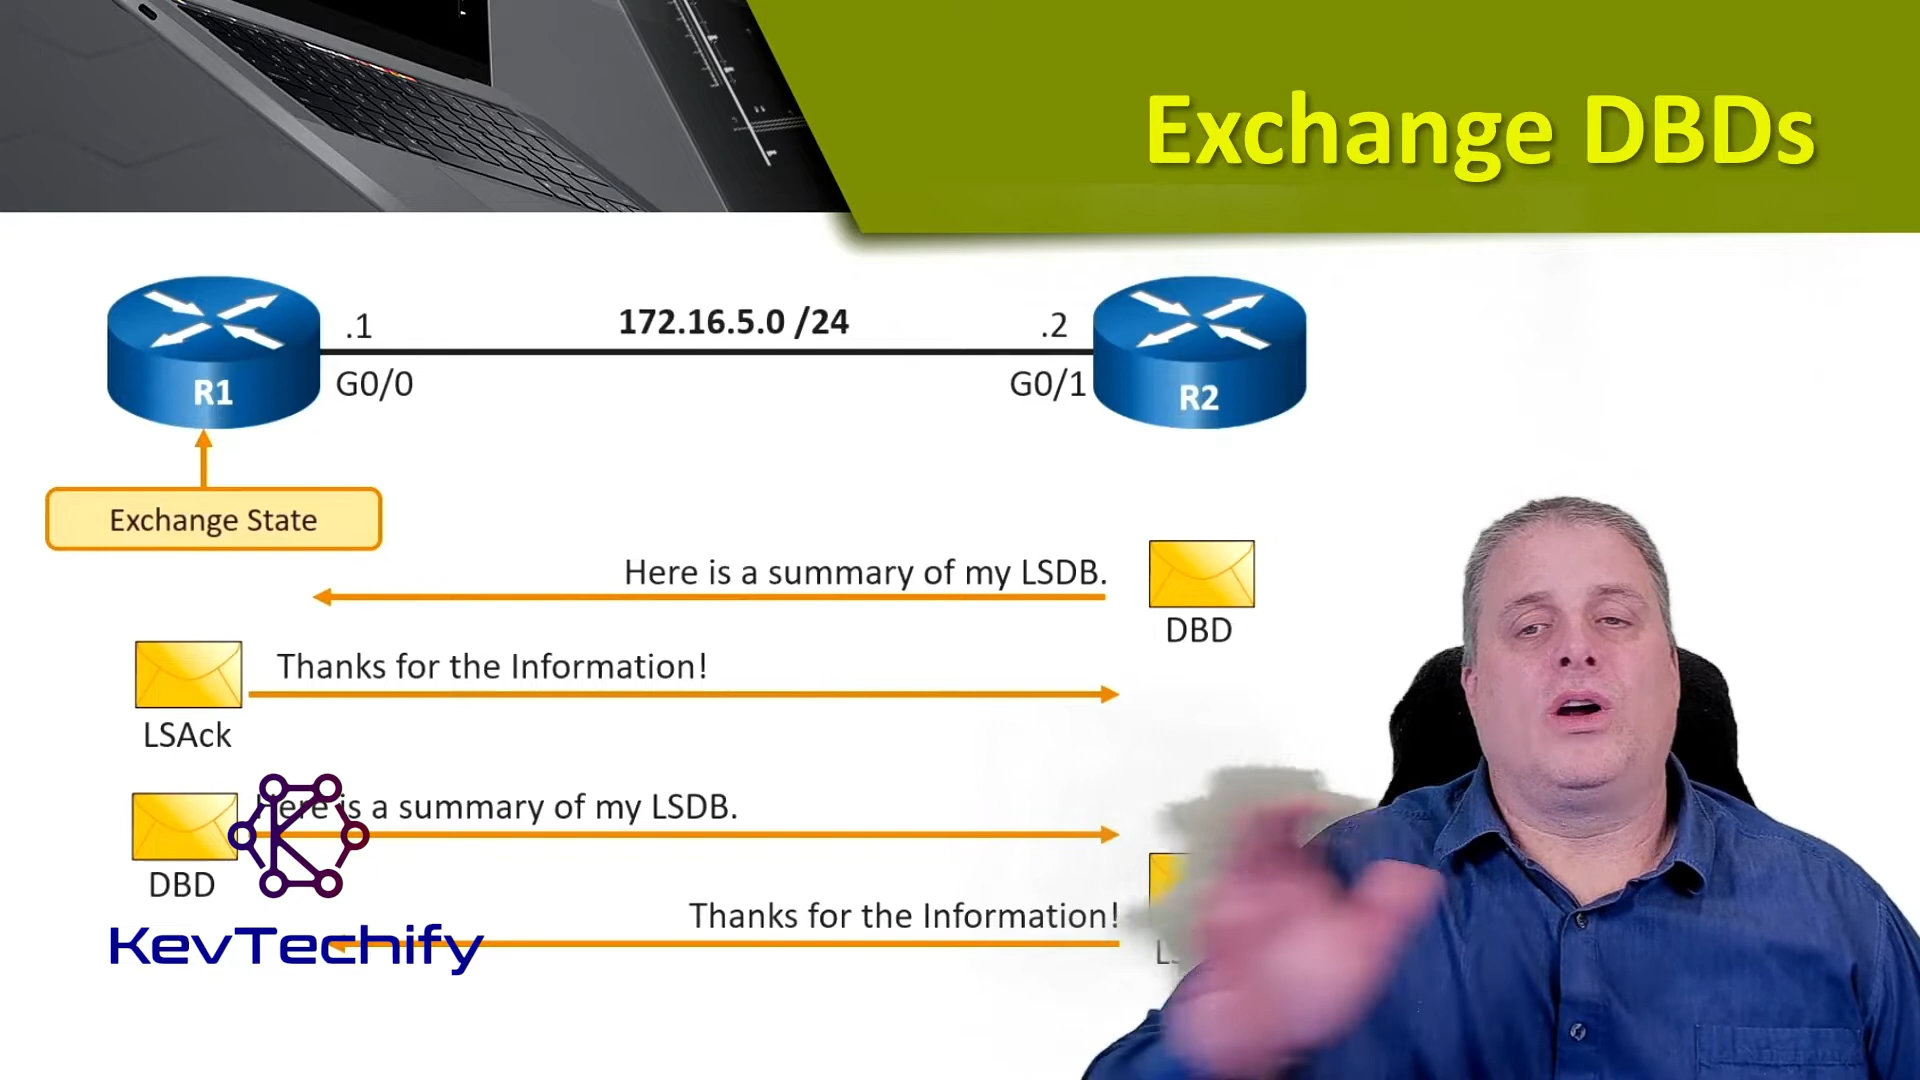 Exchange DBDs
.1
172.16.5.0 /24
.2
G0/0
G0/1
R1
R2
Exchange State
Here is a summary of my LSDB.
DBD
Thanks for the Information!
LSAck
Here is a summary of my LSDB.
DBD
Thanks for the Information!
KevTechify